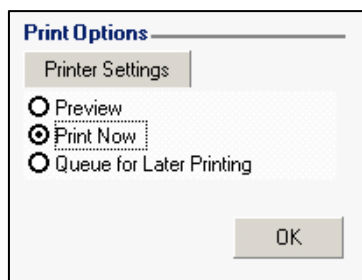 Print Options
Printer Settings
Preview
Print Now
Queue for Later Printing
OK